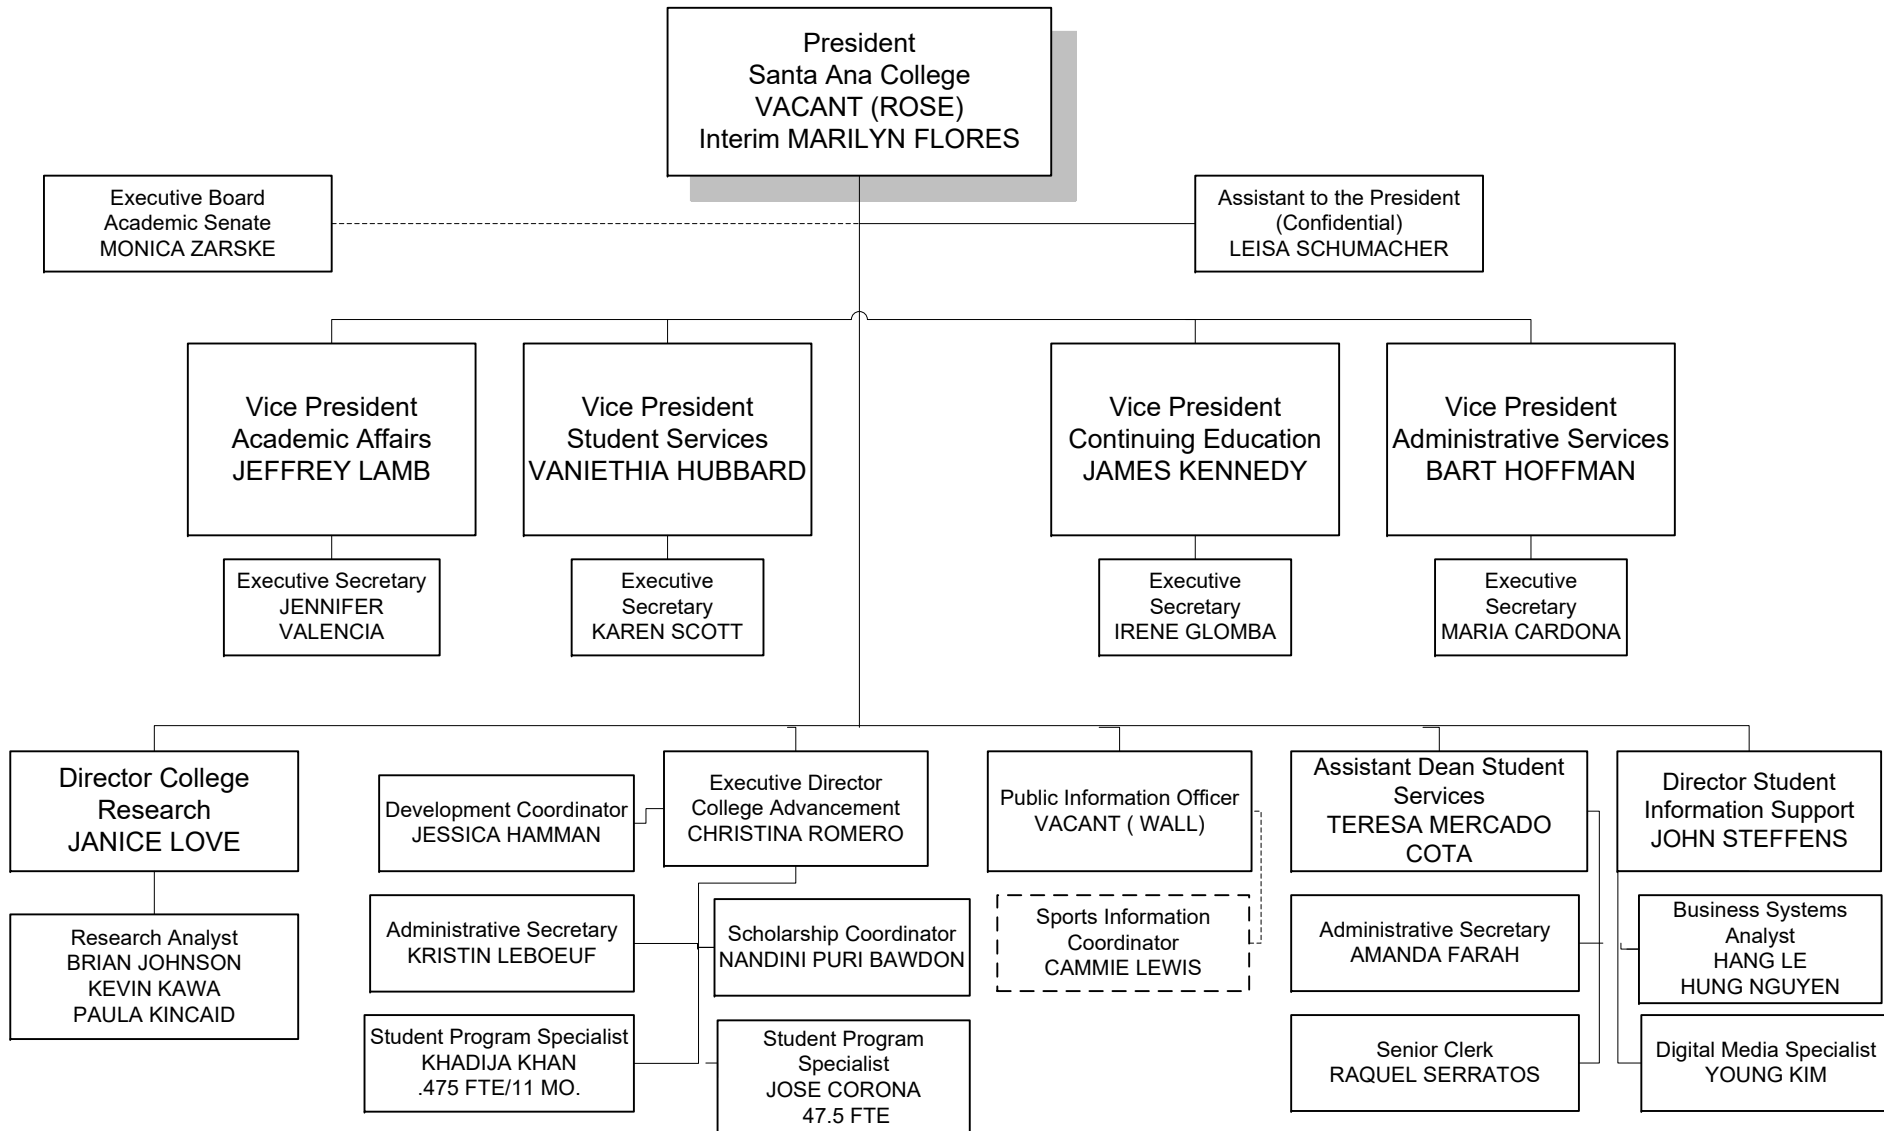 President
Santa Ana College
VACANT (ROSE)
Interim MARILYN FLORES
Executive Board
Academic Senate
MONICA ZARSKE
Assistant to the President
(Confidential)
LEISA SCHUMACHER
Vice President
Academic Affairs
JEFFREY LAMB
Vice President
Student Services
VANIETHIA HUBBARD
Vice President
Continuing Education
JAMES KENNEDY
Vice President
Administrative Services
BART HOFFMAN
Executive Secretary
JENNIFER
VALENCIA
Executive
Secretary
KAREN SCOTT
Executive
Secretary
IRENE GLOMBA
Executive
Secretary
MARIA CARDONA
Director College
Research
JANICE LOVE
Development Coordinator
JESSICA HAMMAN
Executive Director
College Advancement
CHRISTINA ROMERO
Public Information Officer
VACANT ( WALL)
Assistant Dean Student
Services
TERESA MERCADO
COTA
Director Student
Information Support
JOHN STEFFENS
Research Analyst
BRIAN JOHNSON
KEVIN KAWA
PAULA KINCAID
Administrative Secretary
KRISTIN LEBOEUF
Scholarship Coordinator
NANDINI PURI BAWDON
Sports Information
Coordinator
CAMMIE LEWIS
Administrative Secretary
AMANDA FARAH
Business Systems
Analyst
HANG LE
HUNG NGUYEN
Student Program Specialist
KHADIJA KHAN
.475 FTE/11 MO.
Student Program
Specialist
JOSE CORONA
47.5 FTE
Senior Clerk
RAQUEL SERRATOS
Digital Media Specialist
YOUNG KIM